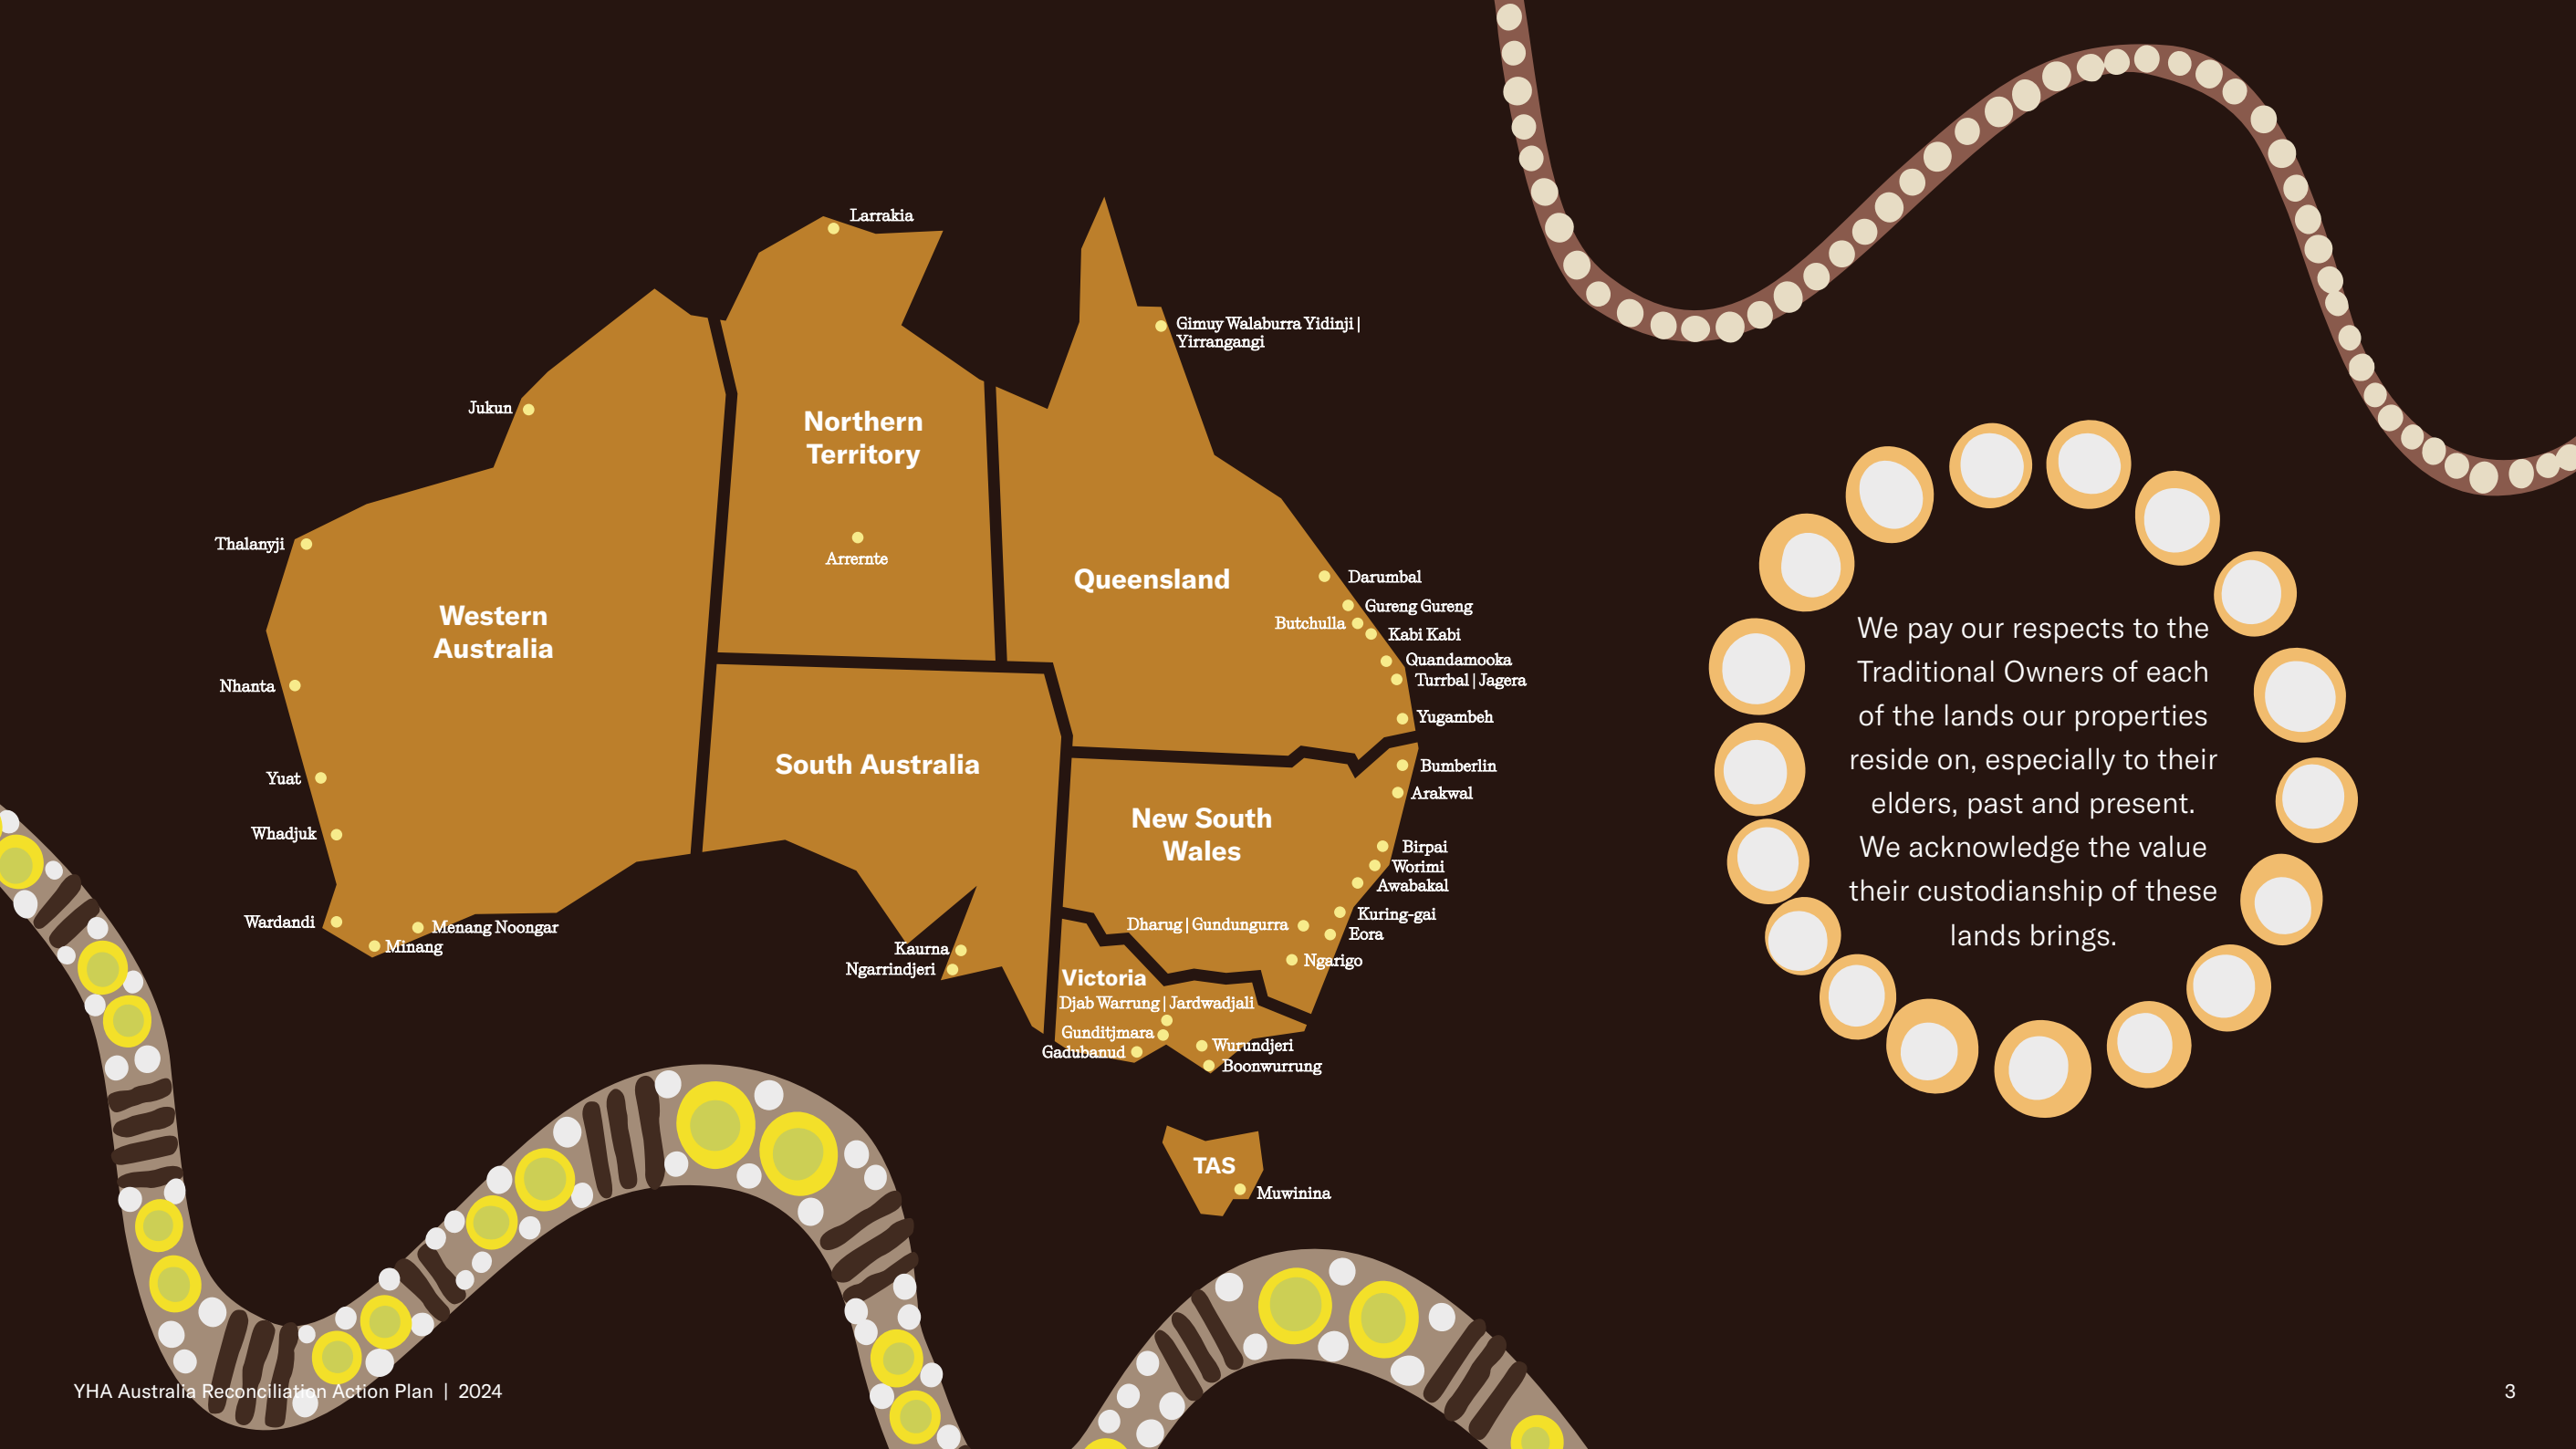 Larrakia
Gimuy Walaburra Yidinji |
Yirrangangi
Jukun
Northern
Territory
Thalanyji
Arrernte
Queensland
Darumbal
Gureng Gureng
Butchulla
Kabi Kabi
Western
Australia
Quandamooka
Turrbal | Jagera
Nhanta
Yugambeh
South Australia
Bumberlin
Yuat
Arakwal
New South
Wales
Whadjuk
Birpai
Worimi
Awabakal
Kuring-gai
Wardandi
Menang Noongar
Dharug | Gundungurra
Eora
Minang
Kaurna
Ngarigo
Ngarrindjeri
Victoria
Djab Warrung | Jardwadjali
Gunditjmara
Wurundjeri
Gadubanud
Boonwurrung
TAS
Muwinina
We pay our respects to the
Traditional Owners of each
of the lands our properties
reside on, especially to their
elders, past and present.
We acknowledge the value
their custodianship of these
lands brings.
YHA Australia Reconciliation Action Plan | 2024
3